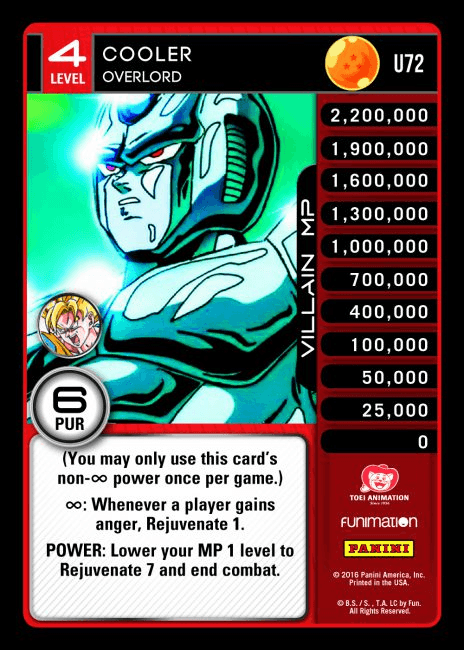 4
LEVEL
COOLER
OVERLORD
U72
2,200,000
1,900,000
1,600,000
1,300,000
1,000,000
700,000
400,000
100,000
50,000
25,000
0
VILLAIN MP
6
PUR
(You may only use this card's
non-∞ power once per game.)
∞: Whenever a player gains
anger, Rejuvenate 1.
POWER: Lower your MP 1 level to
Rejuvenate 7 and end combat.
TOEI ANIMATION
Since 1956
FUNIMATION
PANINI
© 2016 Panini America, Inc.
Printed in the USA.
© B.S. / S. , T.A. LC by Fun.
All Rights Reserved.